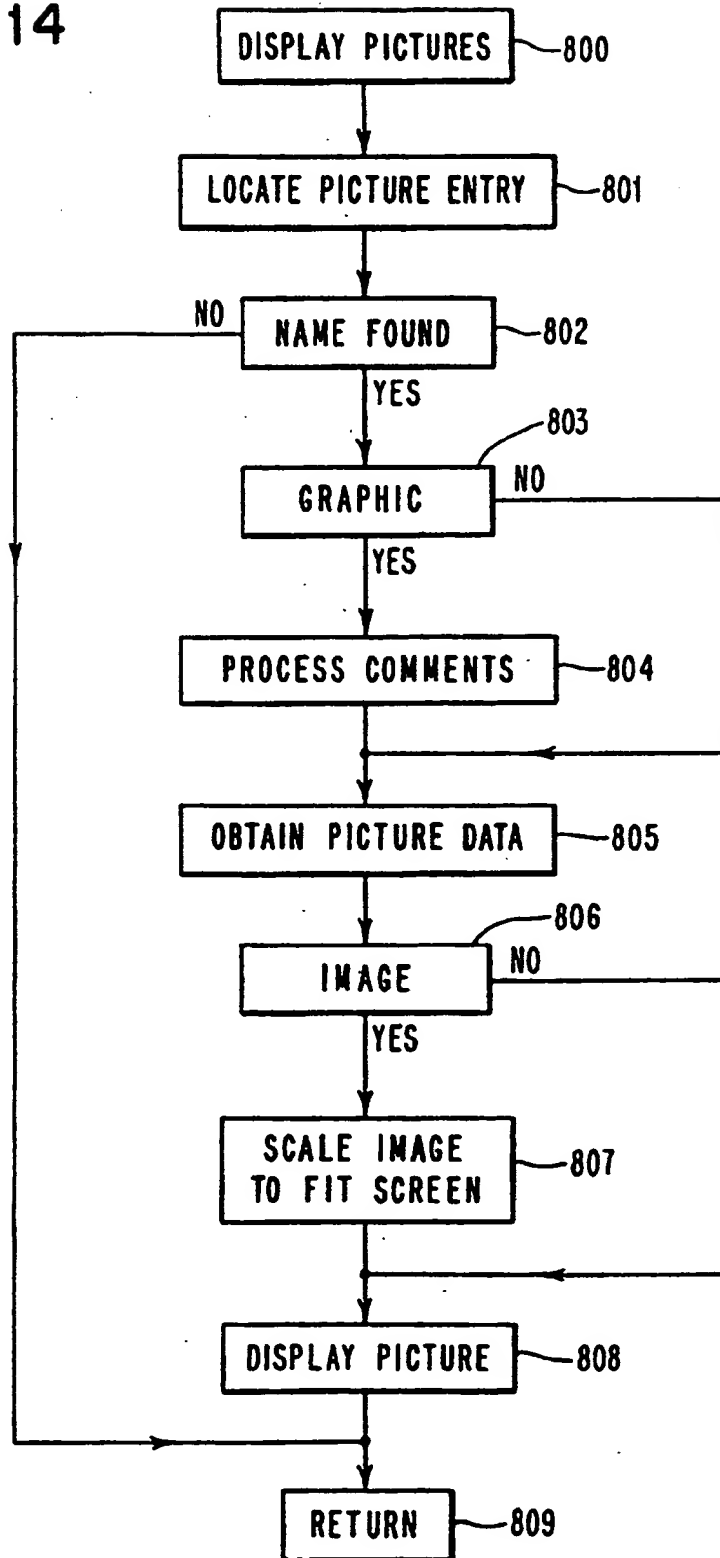 14
DISPLAY PICTURES 800
LOCATE PICTURE ENTRY 801
NO
NAME FOUND 802
YES
803
GRAPHIC NO
YES
PROCESS COMMENTS 804
OBTAIN PICTURE DATA 805
806
IMAGE NO
YES
SCALE IMAGE
TO FIT SCREEN 807
DISPLAY PICTURE 808
RETURN 809